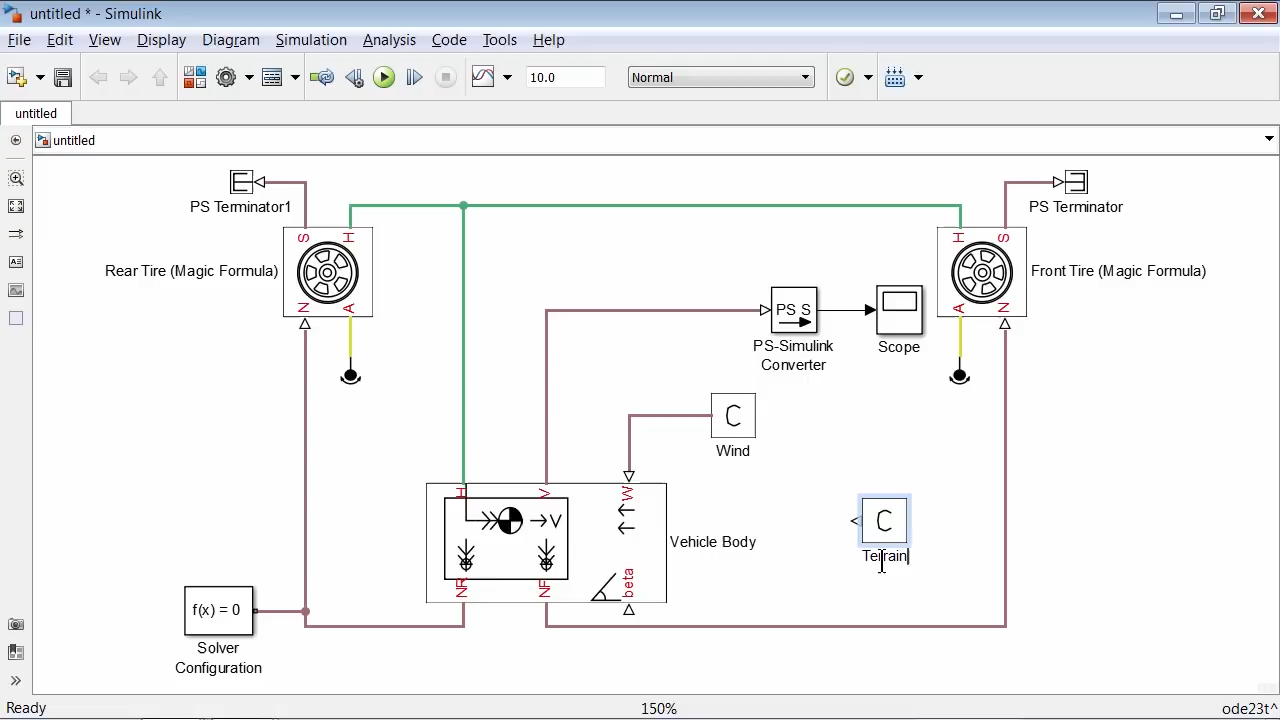 untitled * - Simulink
File Edit View Display Diagram Simulation Analysis Code Tools Help
10.0
Normal
untitled
untitled
PS Terminator1
PS Terminator
S
H
H
S
Rear Tire (Magic Formula)
Front Tire (Magic Formula)
N
A
A
N
PS S
PS-Simulink
Converter
Scope
C
Wind
H
V
W
V
C
Vehicle Body
Terrain
NR
NF
beta
f(x) = 0
Solver
Configuration
Ready
150%
ode23t^